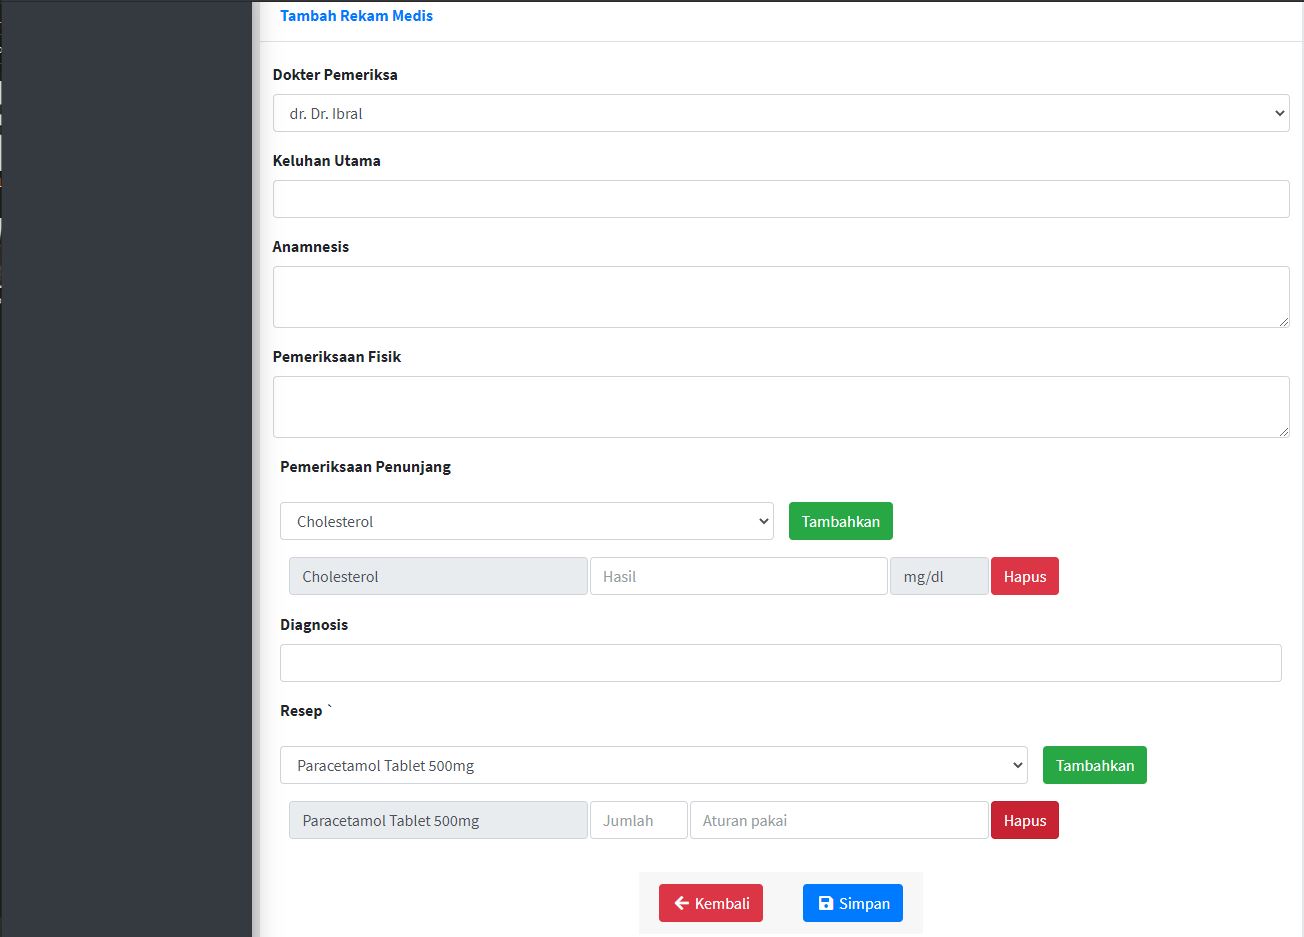 Tambah Rekam Medis
Dokter Pemeriksa
dr. Dr. Ibral
Keluhan Utama
Anamnesis
Pemeriksaan Fisik
Pemeriksaan Penunjang
Cholesterol Tambahkan
Cholesterol Hasil mg/dl Hapus
Diagnosis
Resep `
Paracetamol Tablet 500mg Tambahkan
Paracetamol Tablet 500mg Jumlah Aturan pakai Hapus
Kembali Simpan